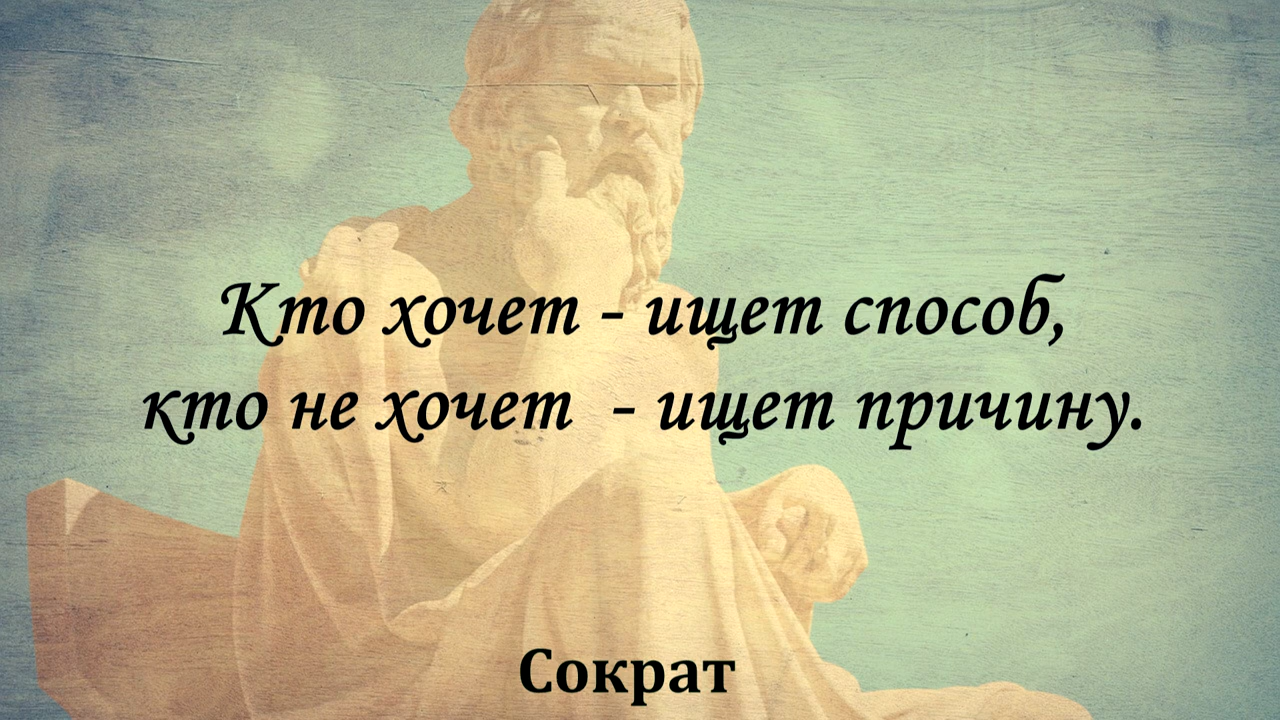 Кто хочет - ищет способ,
кто не хочет - ищет причину.
Сократ